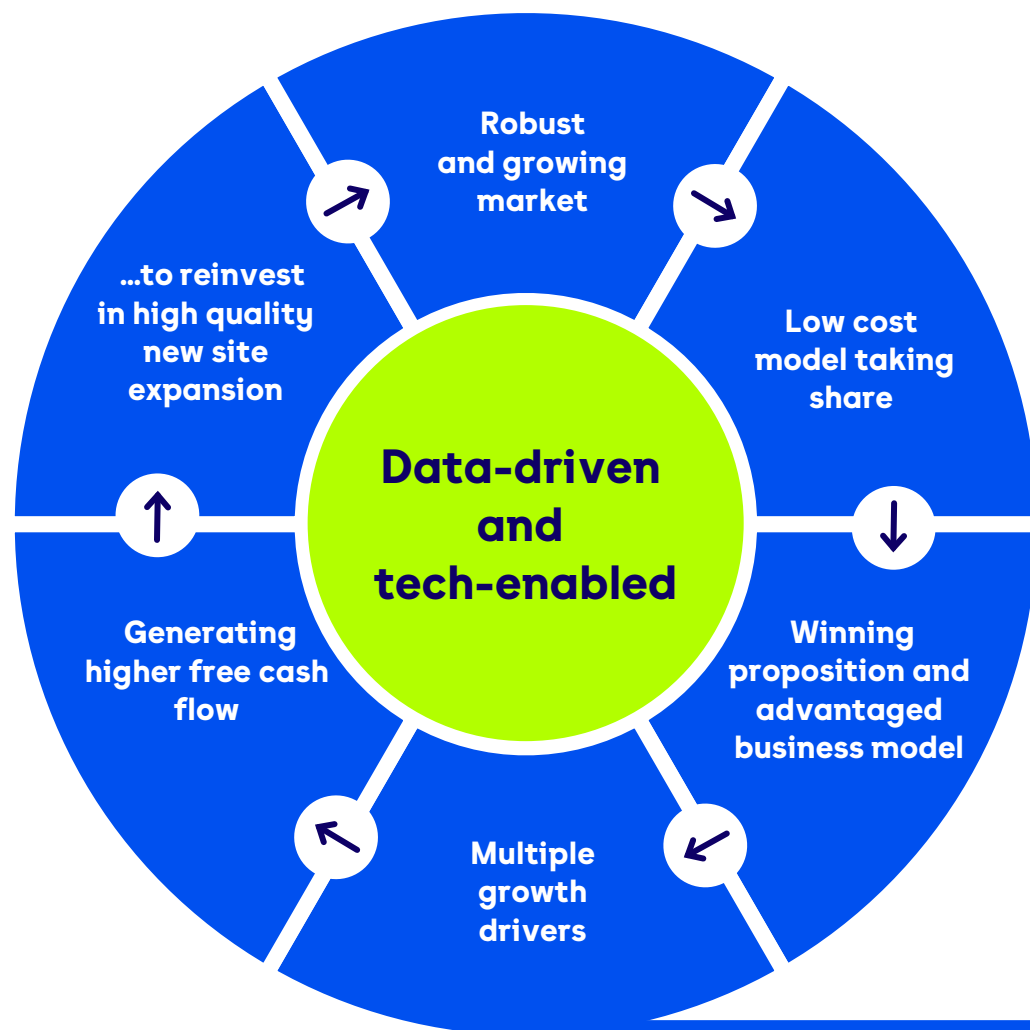 Robust
and growing
market
Low cost
model taking
share
Winning
proposition and
advantaged
business model
Multiple
growth
drivers
Generating
higher free cash
flow
...to reinvest
in high quality
new site
expansion
Data-driven
and
tech-enabled